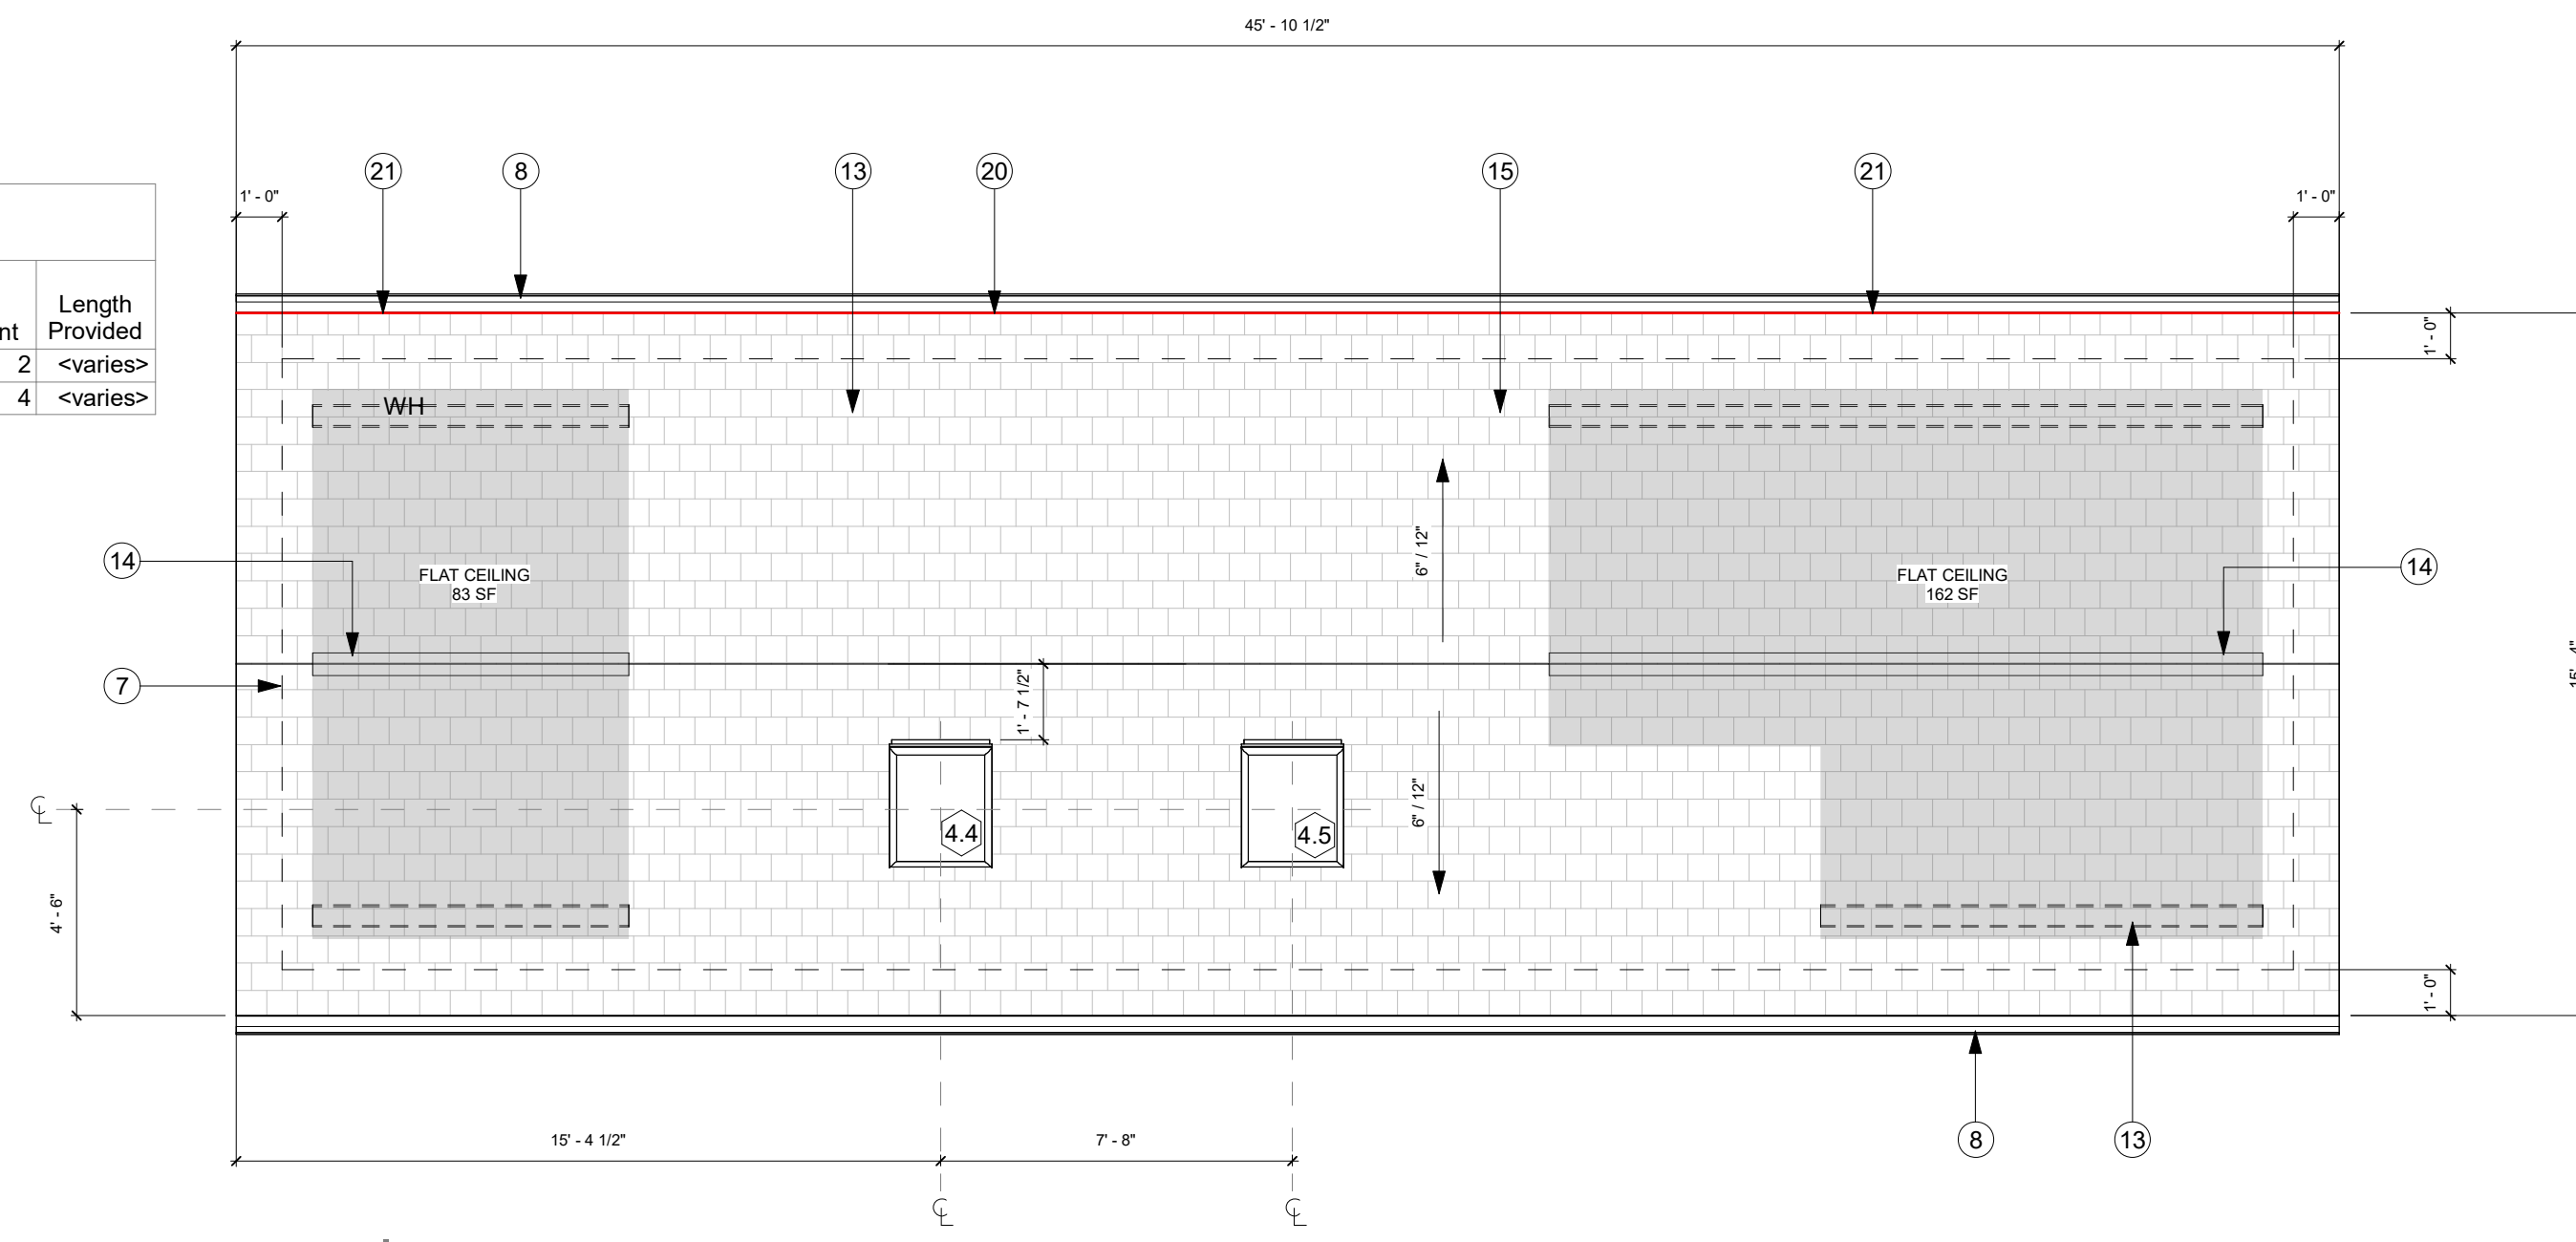 45' - 10 1/2"
21
8
13
20
15
21
1' - 0"
1' - 0"
Length
nt Provided
2 <varies>
4 <varies>
1' - 0"
WH
6" / 12"
14
FLAT CEILING
83 SF
FLAT CEILING
162 SF
14
15' - 4"
7
1' - 7 1/2"
6" / 12"
℄
4.4
4.5
4' - 6"
1' - 0"
15' - 4 1/2"
7' - 8"
8
13
℄
℄